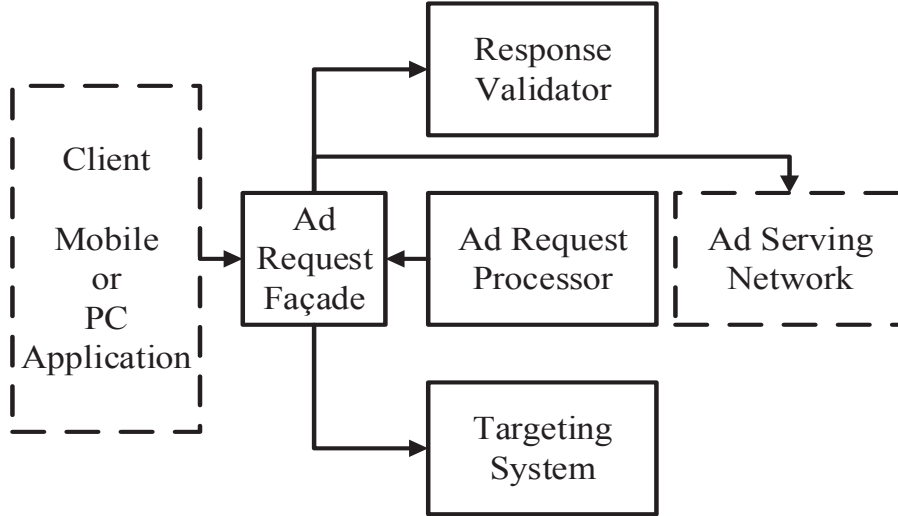 Response
Validator
Client
Mobile
or
PC
Application
Ad
Request
Façade
Ad Request
Processor
Ad Serving
Network
Targeting
System